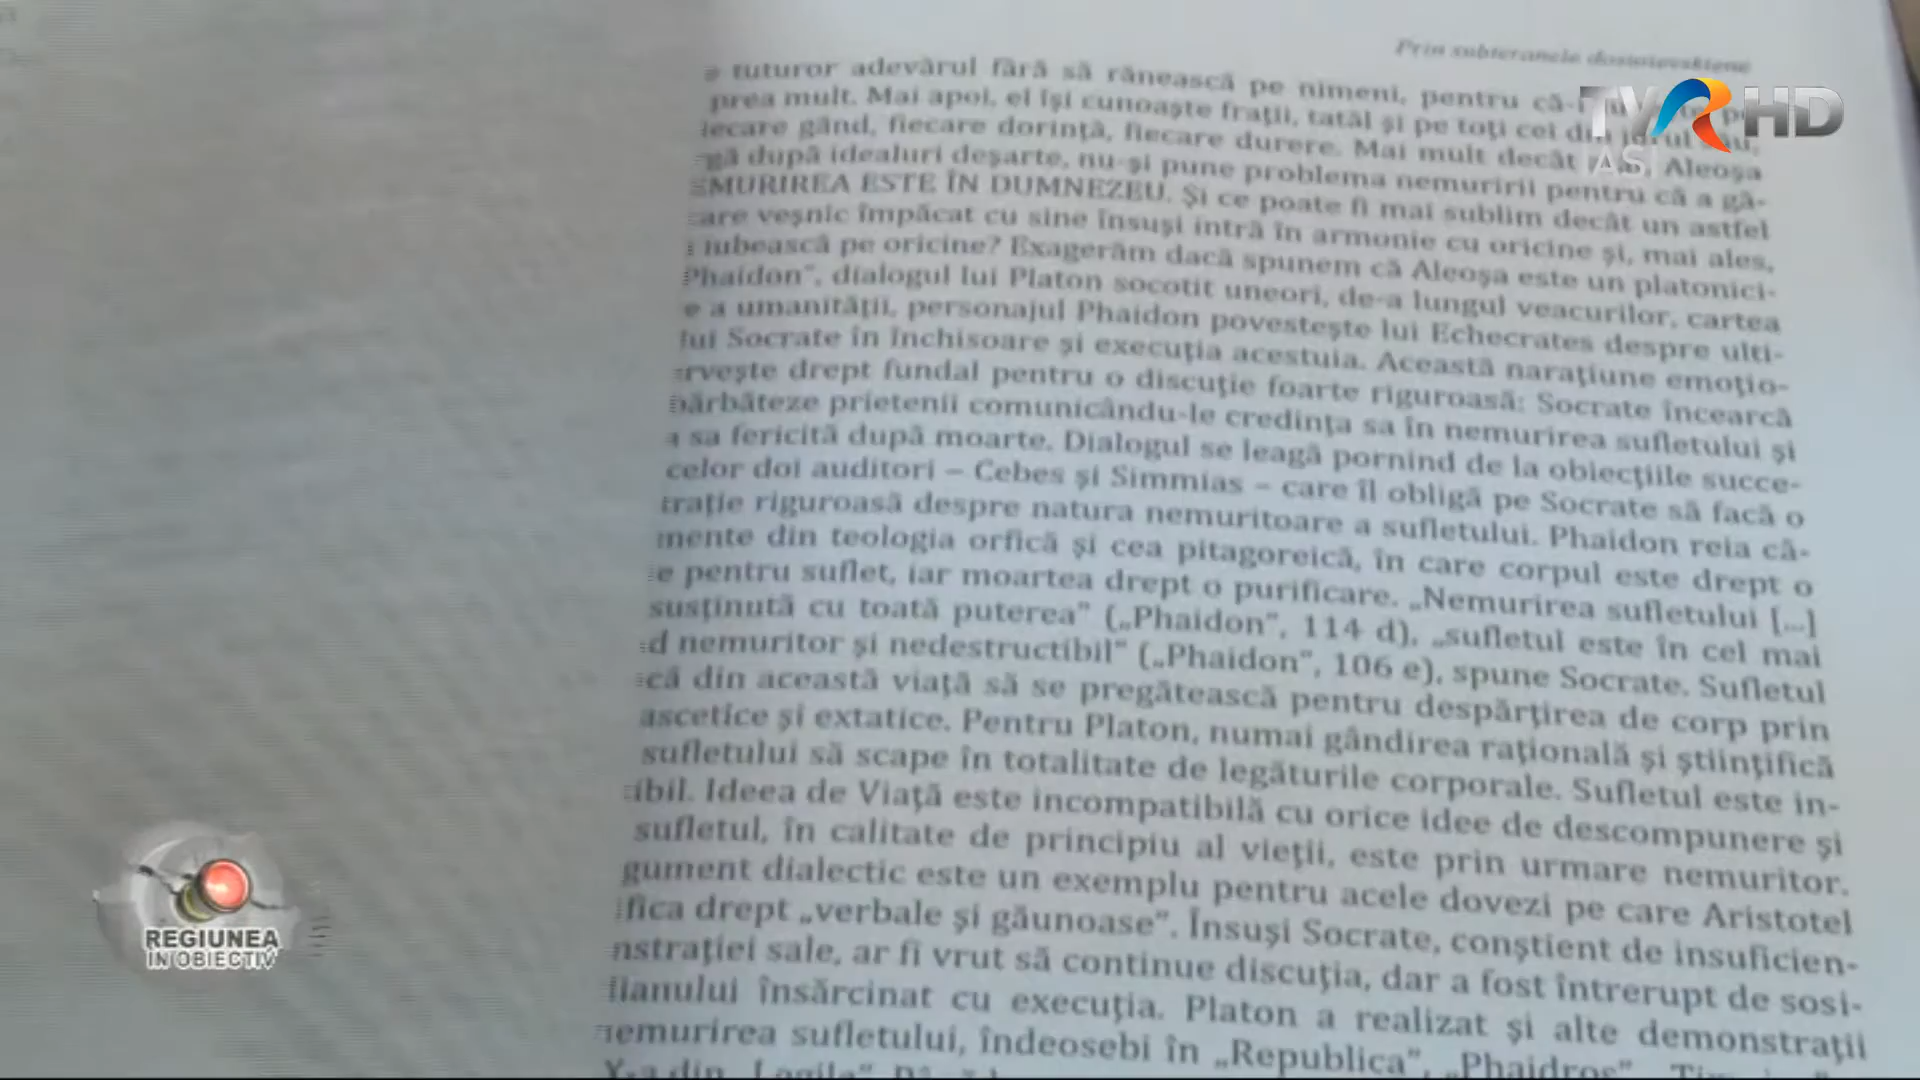 Prin subteranele dostoievskiene
TVR HD
IAȘI
tuturor adevărul fără să rănească pe nimeni, pentru
prea mult. Mai apoi, ei își cunoaște frații, tatăl și pe toți cei din jurul
gând, fiecare dorință, fiecare durere. Mai mult decât Aleoșa
după idealuri deșarte, nu-și pune problema nemuririi pentru că a gă-
MURIREA ESTE ÎN DUMNEZEU. Și ce poate fi mai sublim decât un astfel
are veșnic împăcat cu sine însuși intră în armonie cu oricine și, mai ales,
iubească pe oricine? Exagerăm dacă spunem că Aleoșa este un platonici-
Phaidon”, dialogul lui Platon socotit uneori, de-a lungul veacurilor, cartea
e a umanității, personajul Phaidon povestește lui Echecrates despre ulti-
lui Socrate în închisoare și execuția acestuia. Această narațiune emoțio-
rvește drept fundal pentru o discuție foarte riguroasă: Socrate încearcă
bărbăteze prietenii comunicându-le credința sa în nemurirea sufletului și
a sa fericită după moarte. Dialogul se leagă pornind de la obiecțiile succe-
celor doi auditori – Cebes și Simmias – care îl obligă pe Socrate să facă o
trație riguroasă despre natura nemuritoare a sufletului. Phaidon reia că-
mente din teologia orfică și cea pitagoreică, în care corpul este drept o
e pentru suflet, iar moartea drept o purificare. „Nemurirea sufletului [...]
susținută cu toată puterea” („Phaidon”, 114 d), „sufletul este în cel mai
d nemuritor și nedestructibil” („Phaidon”, 106 e), spune Socrate. Sufletul
că din această viață să se pregătească pentru despărțirea de corp prin
ascetice și extatice. Pentru Platon, numai gândirea rațională și științifică
sufletului să scape în totalitate de legăturile corporale. Sufletul este in-
ibil. Ideea de Viață este incompatibilă cu orice idee de descompunere și
sufletul, în calitate de principiu al vieții, este prin urmare nemuritor.
gument dialectic este un exemplu pentru acele dovezi pe care Aristotel
ifica drept „verbale și găunoase”. Însuși Socrate, conștient de insuficien-
nstrației sale, ar fi vrut să continue discuția, dar a fost întrerupt de sosi-
lianului însărcinat cu execuția. Platon a realizat și alte demonstrații
nemurirea sufletului, îndeosebi în „Republica”, „Phaidros”,
REGIUNEA
ÎN OBIECTIV